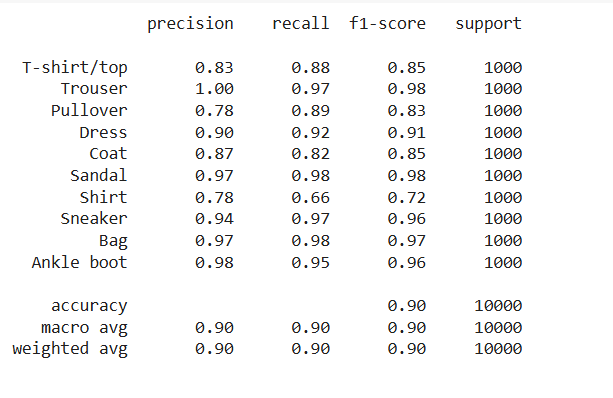 precision recall f1-score support
T-shirt/top 0.83 0.88 0.85 1000
Trouser 1.00 0.97 0.98 1000
Pullover 0.78 0.89 0.83 1000
Dress 0.90 0.92 0.91 1000
Coat 0.87 0.82 0.85 1000
Sandal 0.97 0.98 0.98 1000
Shirt 0.78 0.66 0.72 1000
Sneaker 0.94 0.97 0.96 1000
Bag 0.97 0.98 0.97 1000
Ankle boot 0.98 0.95 0.96 1000
accuracy 0.90 10000
macro avg 0.90 0.90 0.90 10000
weighted avg 0.90 0.90 0.90 10000